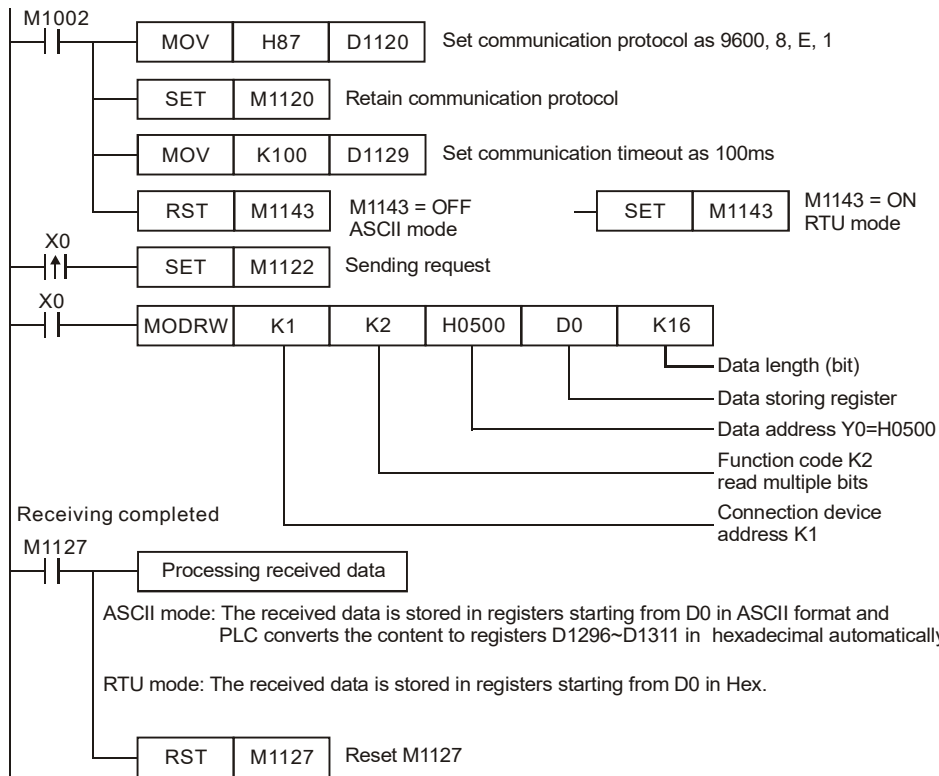 M1002
MOV H87 D1120 Set communication protocol as 9600, 8, E, 1
SET M1120 Retain communication protocol
MOV K100 D1129 Set communication timeout as 100ms
RST M1143 M1143 = OFF
ASCII mode
SET M1143 M1143 = ON
RTU mode
X0
SET M1122 Sending request
X0
MODRW K1 K2 H0500 D0 K16
Data length (bit)
Data storing register
Data address Y0=H0500
Function code K2
read multiple bits
Connection device
address K1
Receiving completed
M1127
Processing received data
ASCII mode: The received data is stored in registers starting from D0 in ASCII format and
PLC converts the content to registers D1296~D1311 in hexadecimal automatically
RTU mode: The received data is stored in registers starting from D0 in Hex.
RST M1127 Reset M1127